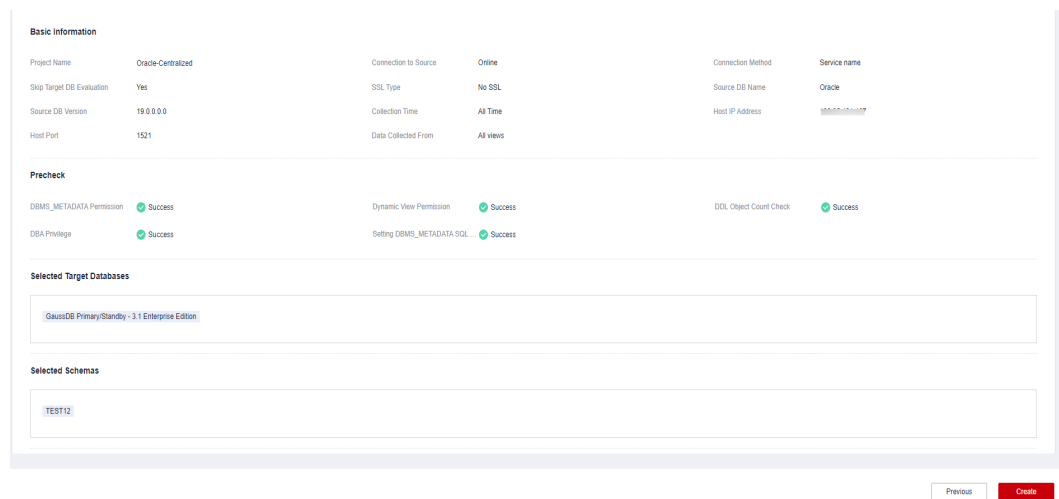 Basic Information
Project Name Oracle-Centralized Connection to Source Online Connection Method Service name
Skip Target DB Evaluation Yes SSL Type No SSL Source DB Name Oracle
Source DB Version 19.0.0.0.0 Collection Time All Time Host IP Address
Host Port 1521 Data Collected From All views
Precheck
DBMS_METADATA Permission Success Dynamic View Permission Success DDL Object Count Check Success
DBA Privilege Success Setting DBMS_METADATA SQL ... Success
Selected Target Databases
GaussDB Primary/Standby - 3.1 Enterprise Edition
Selected Schemas
TEST12
Previous Create